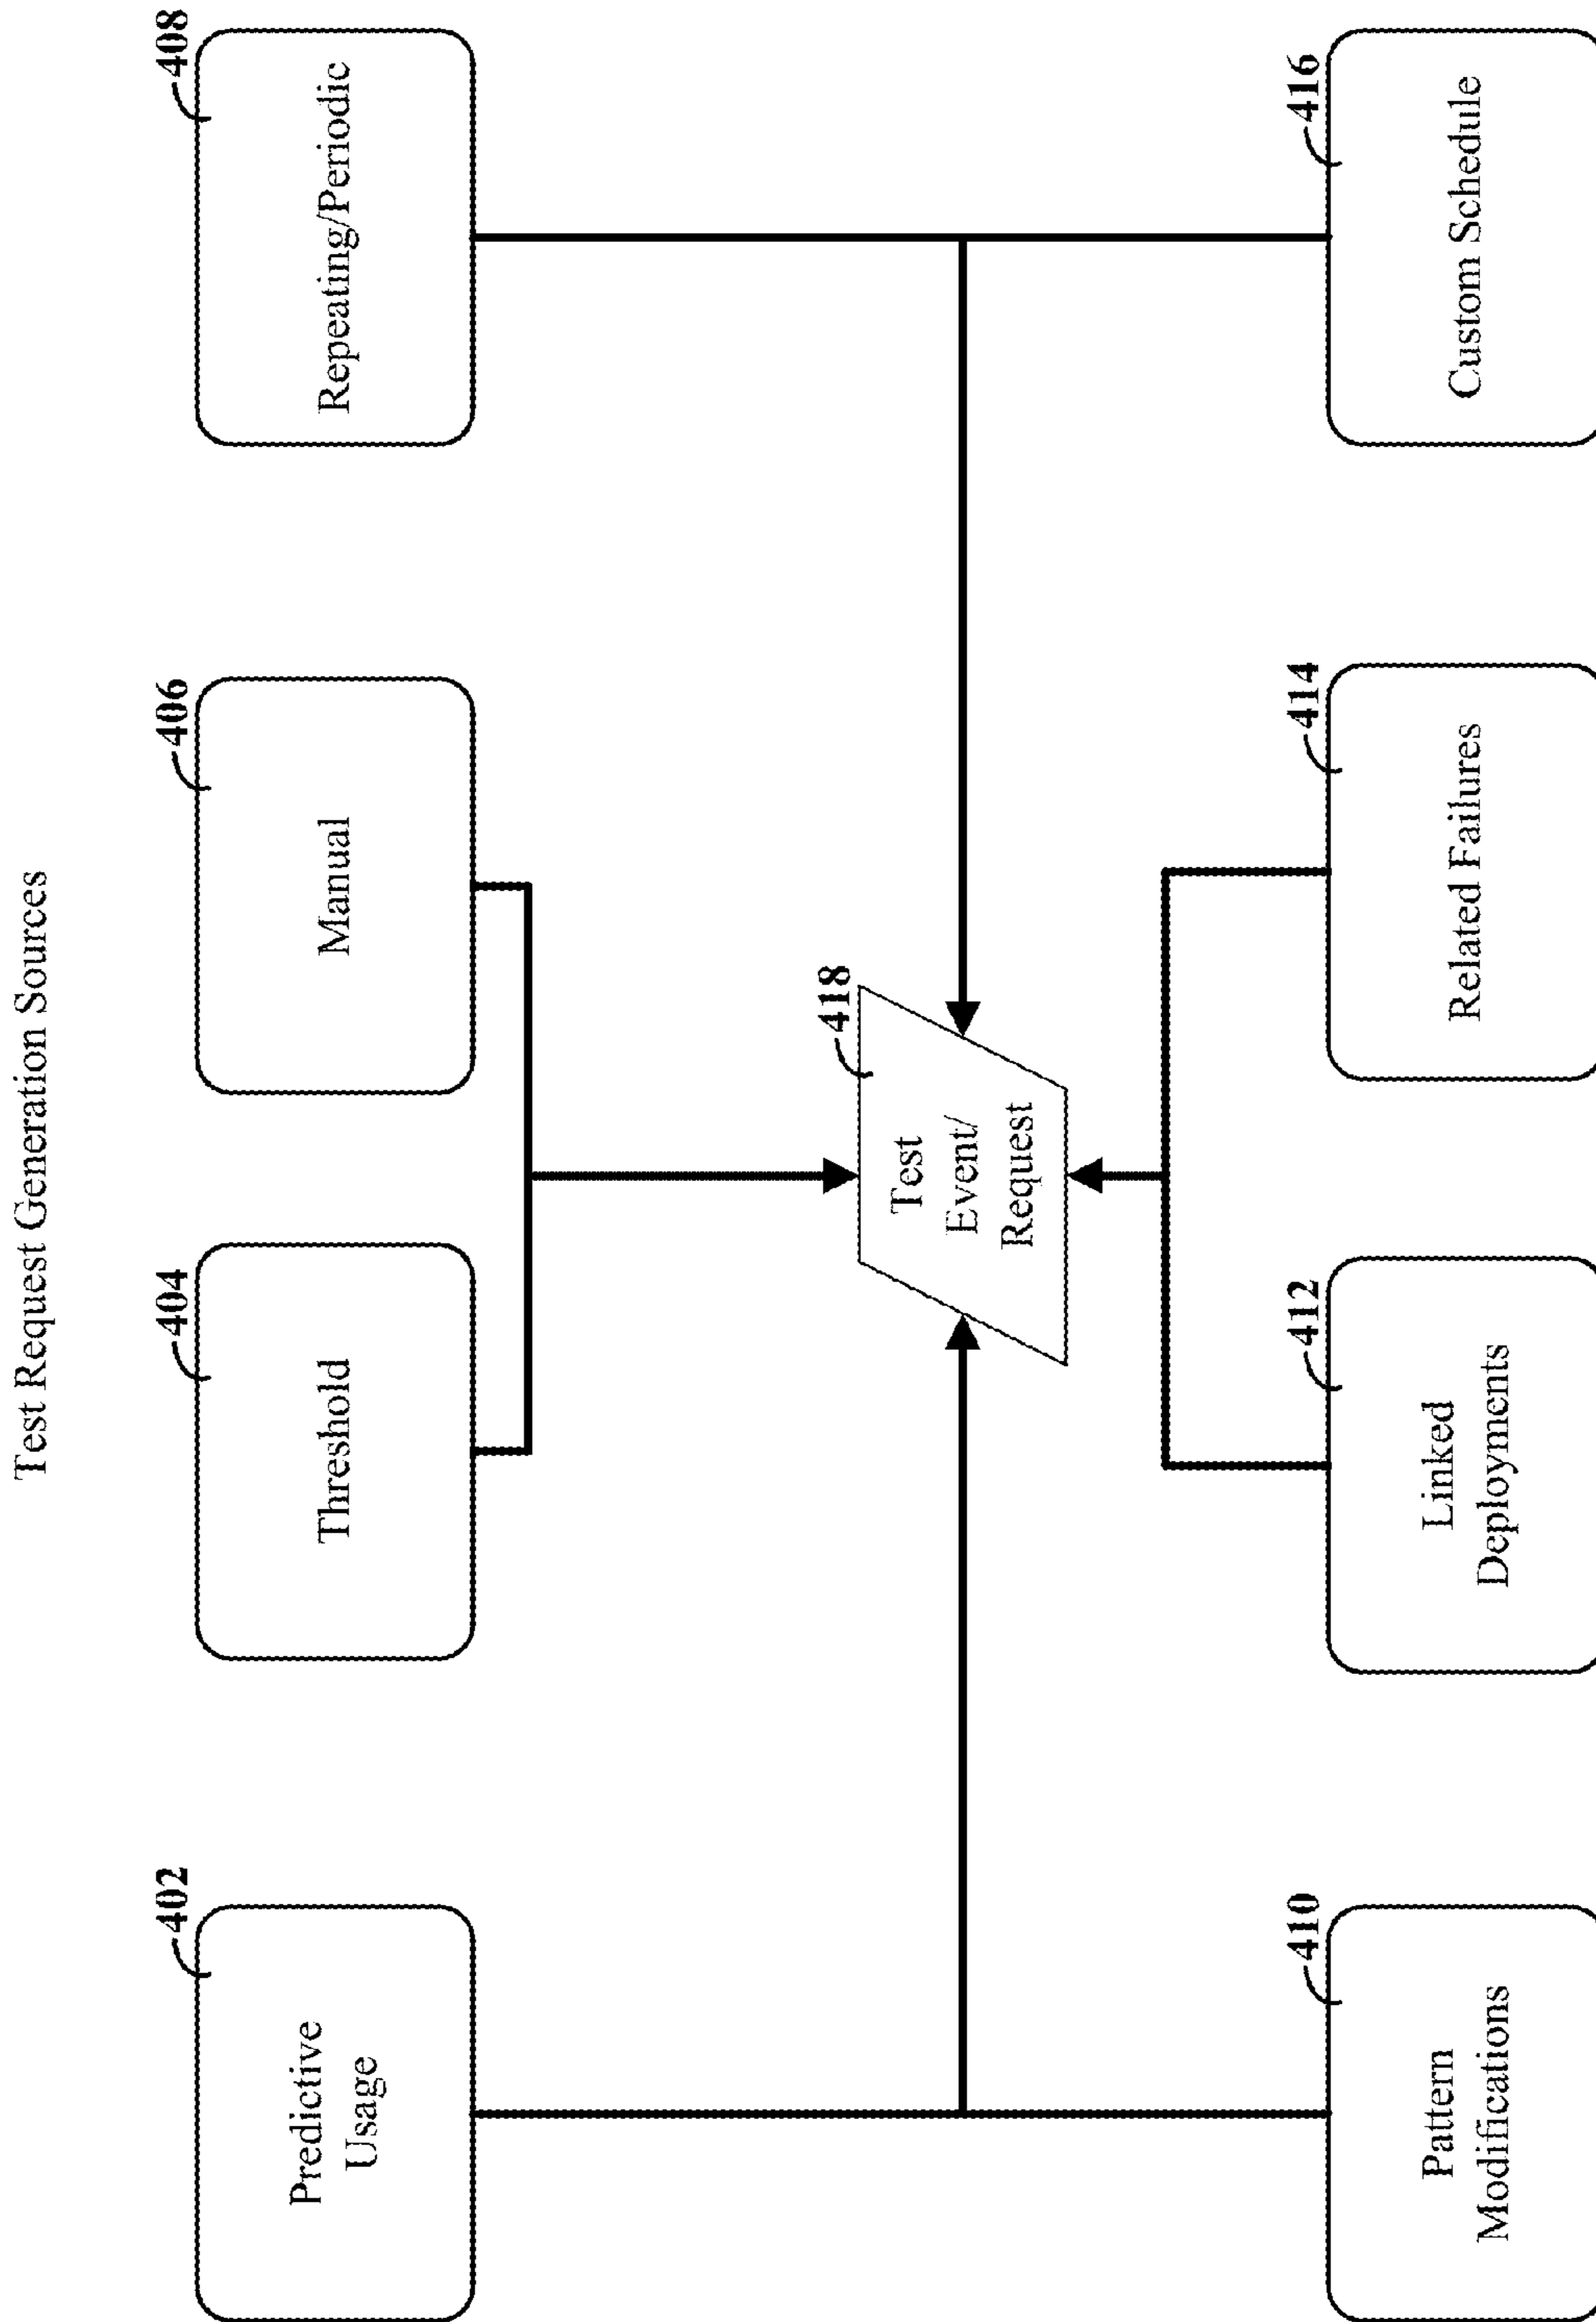 Test Request Generation Sources
402
Predictive
Usage
404
Threshold
406
Manual
408
Repeating/Periodic
418
Test
Event/
Request
410
Pattern
Modifications
412
Linked
Deployments
414
Related Failures
416
Custom Schedule